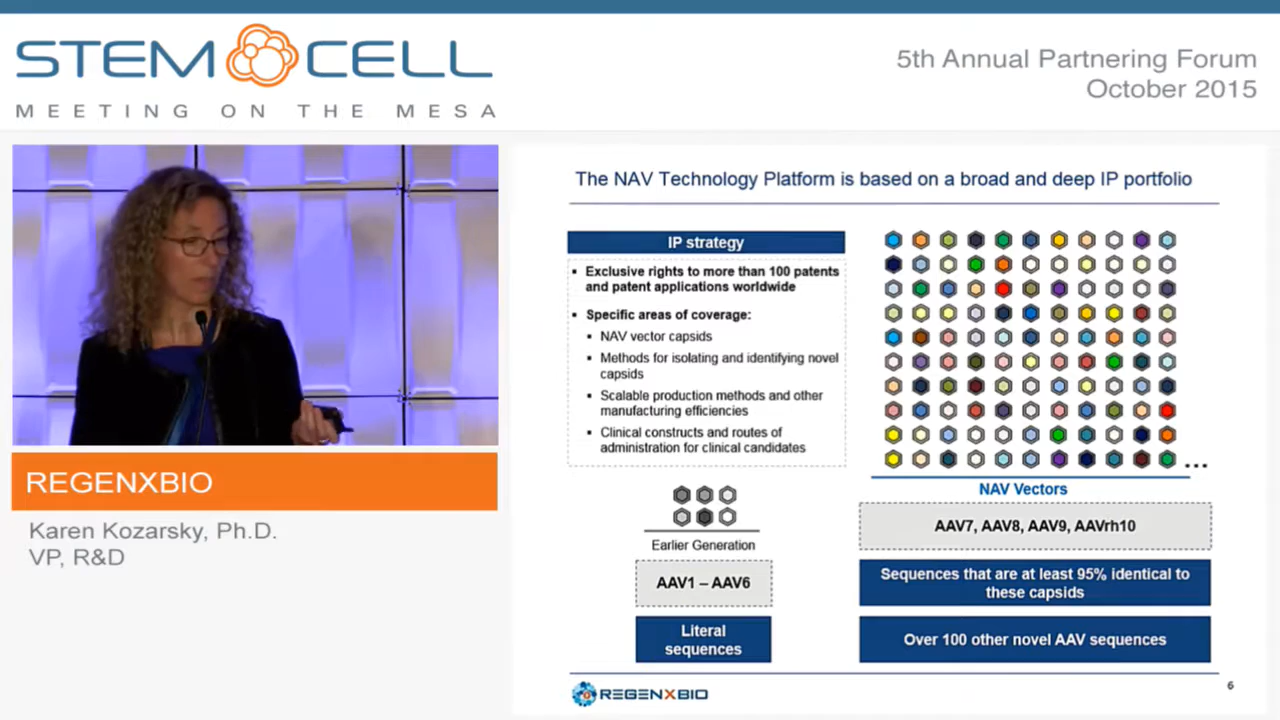 STEM CELL
MEETING ON THE MESA
5th Annual Partnering Forum
October 2015
REGENXBIO
Karen Kozarsky, Ph.D.
VP, R&D
The NAV Technology Platform is based on a broad and deep IP portfolio
IP strategy
▪ Exclusive rights to more than 100 patents
and patent applications worldwide
▪ Specific areas of coverage:
▪ NAV vector capsids
▪ Methods for isolating and identifying novel
capsids
▪ Scalable production methods and other
manufacturing efficiencies
▪ Clinical constructs and routes of
administration for clinical candidates
Earlier Generation
AAV1 – AAV6
Literal
sequences
...
NAV Vectors
AAV7, AAV8, AAV9, AAVrh10
Sequences that are at least 95% identical to
these capsids
Over 100 other novel AAV sequences
REGENXBIO
6